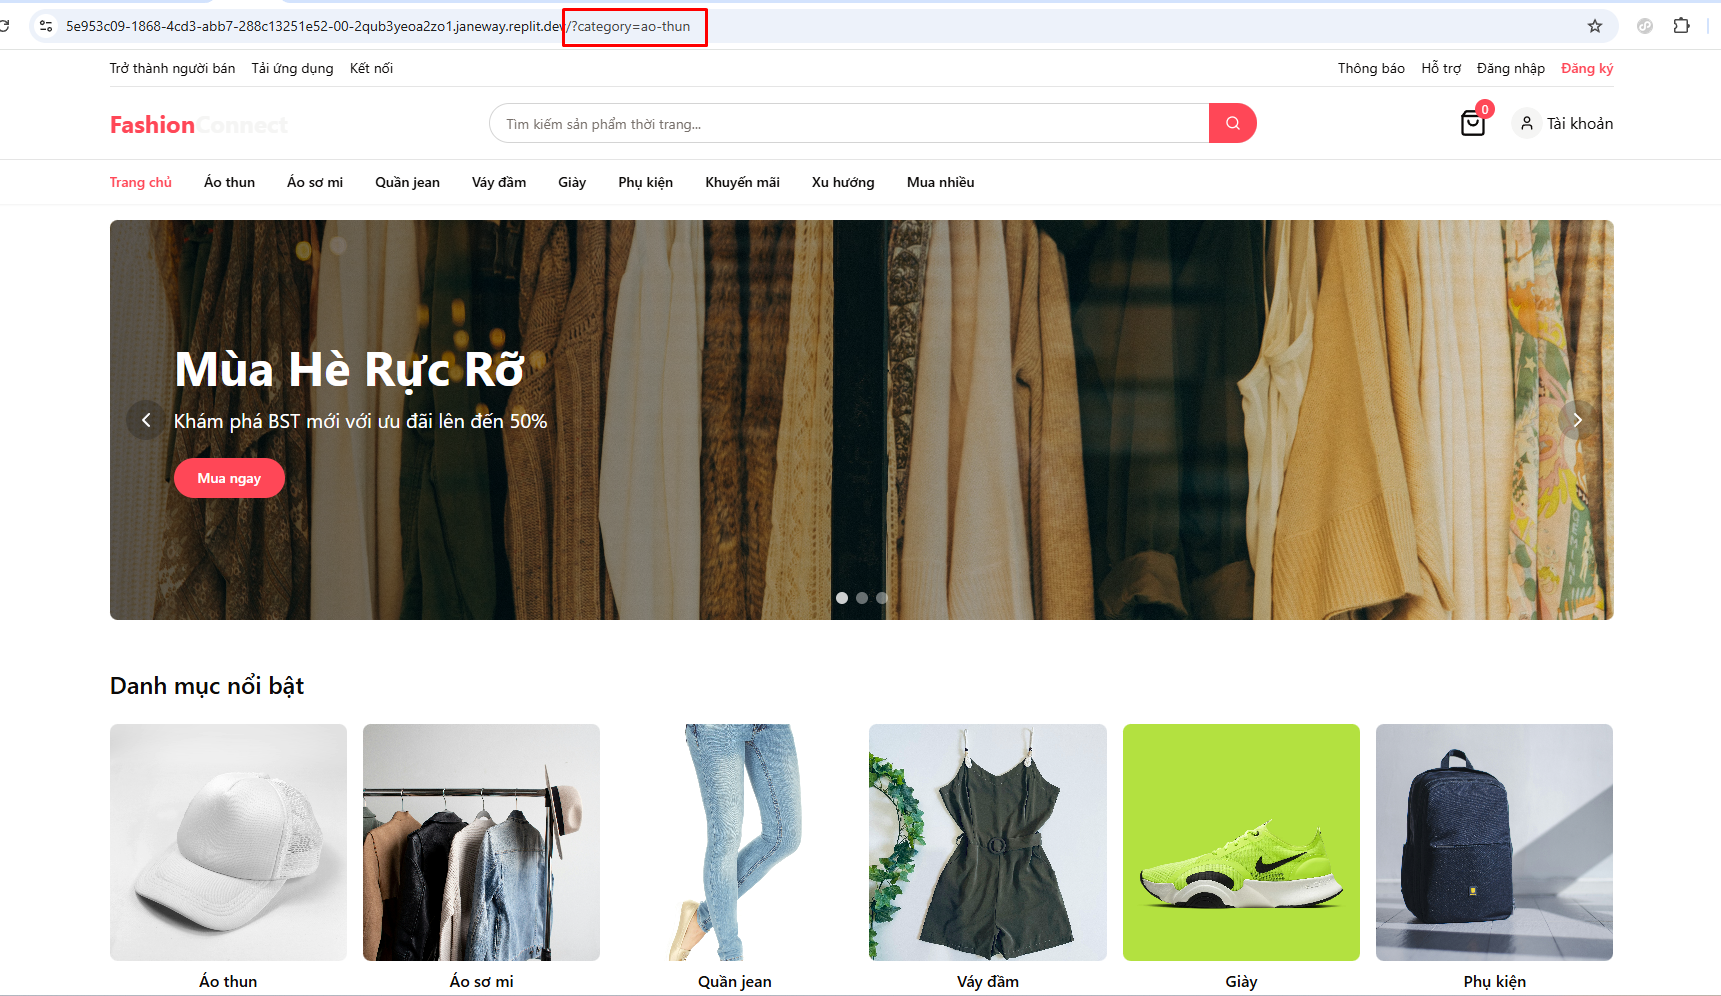 5e953c09-1868-4cd3-abb7-288c13251e52-00-2qub3yeoa2zo1.janeway.replit.dev/?category=ao-thun
Trở thành người bán Tải ứng dụng Kết nối Thông báo Hỗ trợ Đăng nhập Đăng ký
FashionConnect Tìm kiếm sản phẩm thời trang... 0 Tài khoản
Trang chủ Áo thun Áo sơ mi Quần jean Váy đầm Giày Phụ kiện Khuyến mãi Xu hướng Mua nhiều
Mùa Hè Rực Rỡ
Khám phá BST mới với ưu đãi lên đến 50%
Mua ngay
Danh mục nổi bật
Áo thun Áo sơ mi Quần jean Váy đầm Giày Phụ kiện